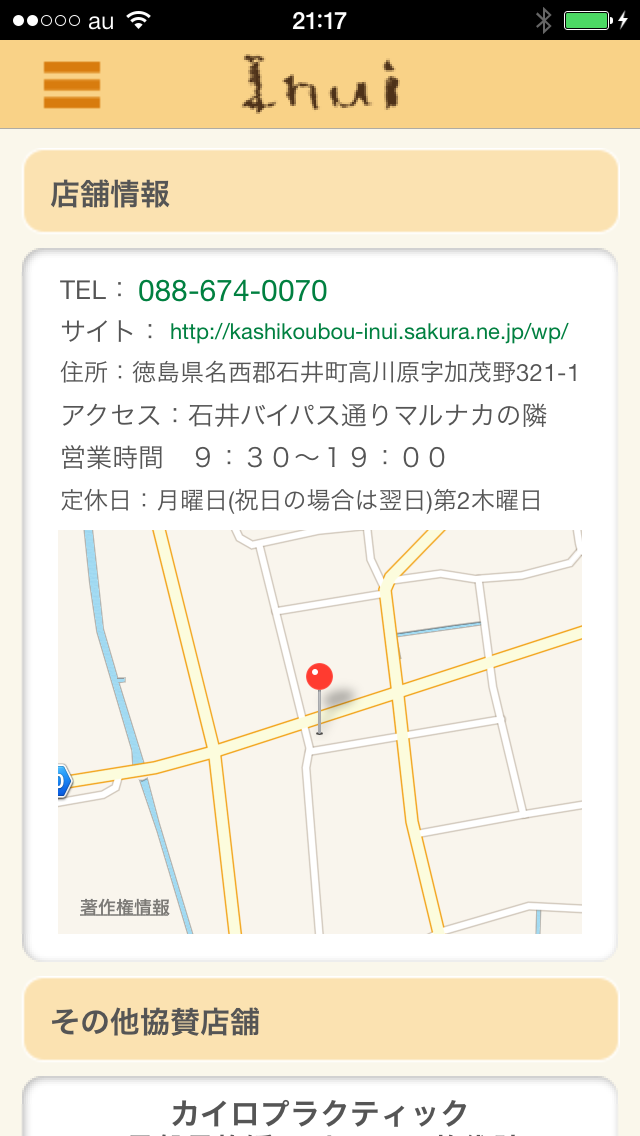 au 21:17
Inui
店舗情報
TEL： 088-674-0070
サイト： http://kashikoubou-inui.sakura.ne.jp/wp/
住所：徳島県名西郡石井町高川原字加茂野321-1
アクセス：石井バイパス通りマルナカの隣
営業時間　９：３０〜１９：００
定休日：月曜日(祝日の場合は翌日)第2木曜日
著作権情報
その他協賛店舗
カイロプラクティック